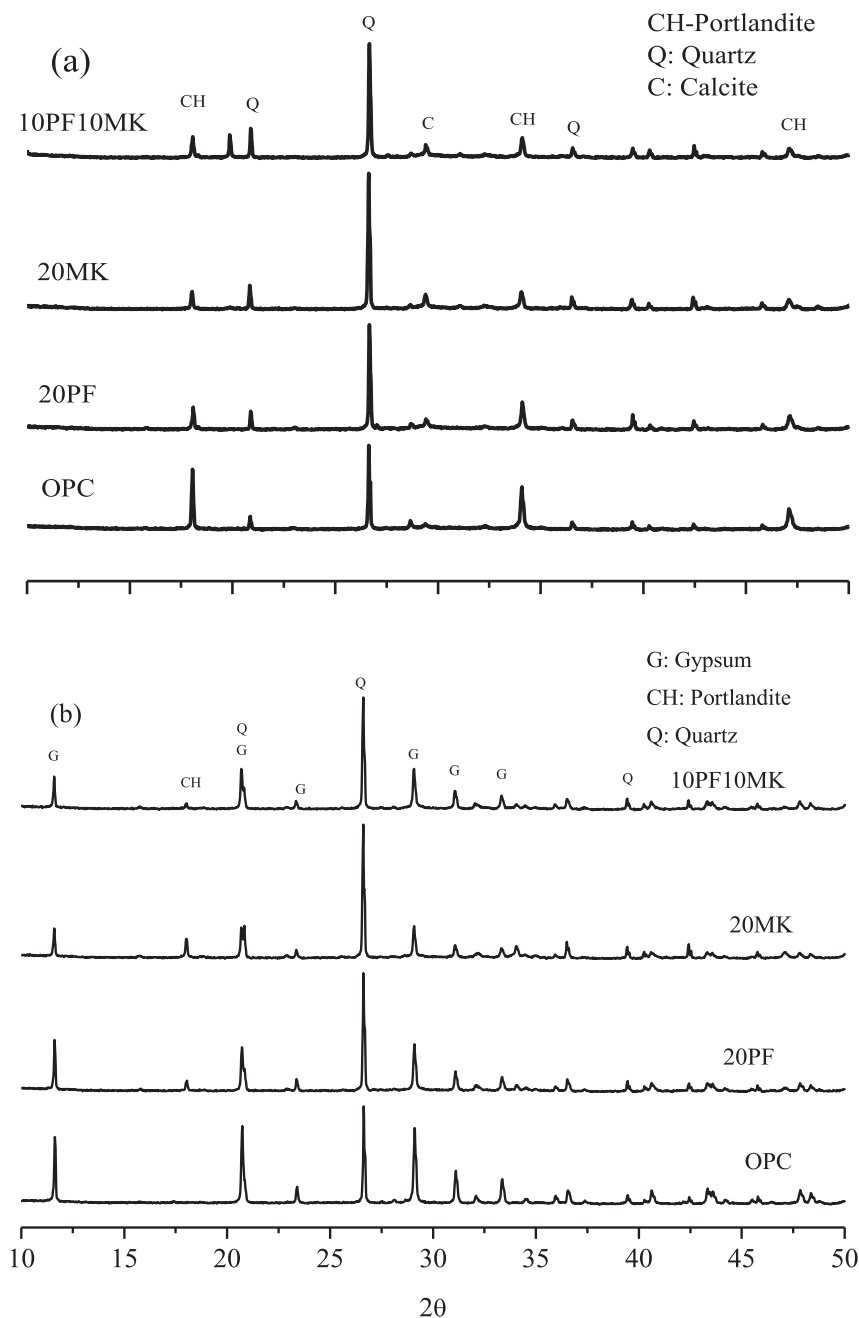 (a)
CH-Portlandite
Q: Quartz
C: Calcite
Q
CH
Q
C
CH
Q
CH
10PF10MK
20MK
20PF
OPC
(b)
G: Gypsum
CH: Portlandite
Q: Quartz
Q
G
CH
Q
G
G
G
G
G
Q
10PF10MK
20MK
20PF
OPC
10 15 20 25 30 35 40 45 50
2θ